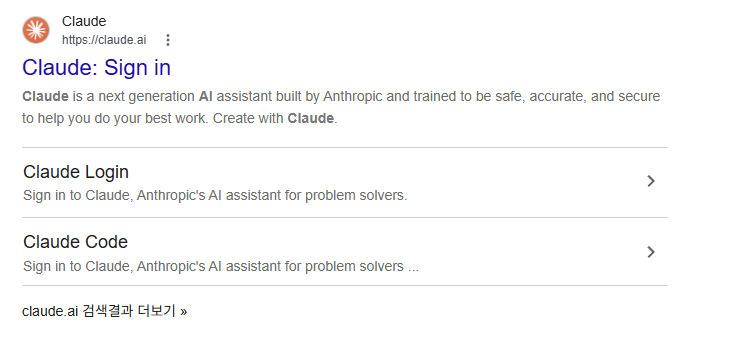 Claude
https://claude.ai
Claude: Sign in
Claude is a next generation AI assistant built by Anthropic and trained to be safe, accurate, and secure
to help you do your best work. Create with Claude.
Claude Login
Sign in to Claude, Anthropic's AI assistant for problem solvers.
Claude Code
Sign in to Claude, Anthropic's AI assistant for problem solvers ...
claude.ai 검색결과 더보기 »